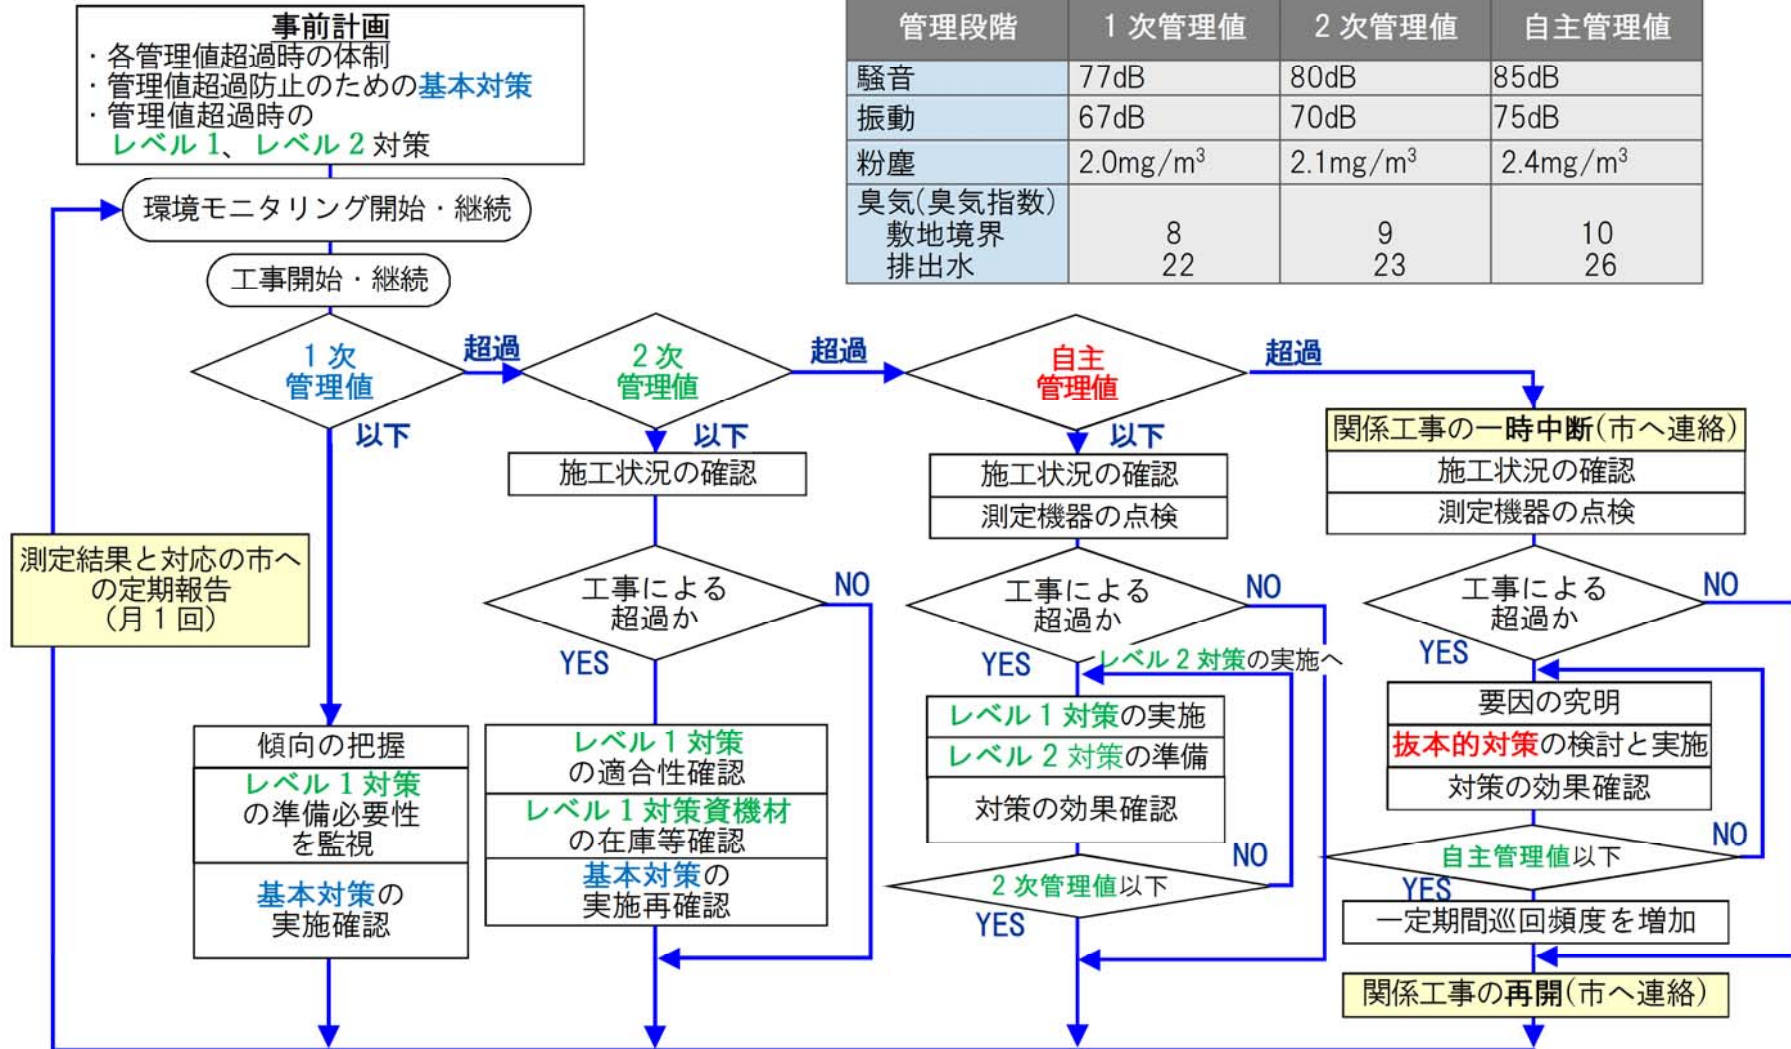 事前計画
・各管理値超過時の体制
・管理値超過防止のための基本対策
・管理値超過時の
レベル1、レベル2対策
管理段階 1次管理値 2次管理値 自主管理値
騒音 77dB 80dB 85dB
振動 67dB 70dB 75dB
粉塵 2.0mg/m³ 2.1mg/m³ 2.4mg/m³
臭気(臭気指数)
敷地境界 8 9 10
排出水 22 23 26
環境モニタリング開始・継続
工事開始・継続
1次
管理値
超過
以下
2次
管理値
超過
以下
自主
管理値
超過
以下
測定結果と対応の市へ
の定期報告
(月1回)
傾向の把握
レベル1対策
の準備必要性
を監視
基本対策の
実施確認
施工状況の確認
工事による
超過か
NO
YES
レベル1対策
の適合性確認
レベル1対策資機材
の在庫等確認
基本対策の
実施再確認
施工状況の確認
測定機器の点検
工事による
超過か
NO
YES
レベル2対策の実施へ
レベル1対策の実施
レベル2対策の準備
対策の効果確認
NO
2次管理値以下
YES
関係工事の一時中断(市へ連絡)
施工状況の確認
測定機器の点検
工事による
超過か
NO
YES
要因の究明
抜本的対策の検討と実施
対策の効果確認
NO
自主管理値以下
YES
一定期間巡回頻度を増加
関係工事の再開(市へ連絡)